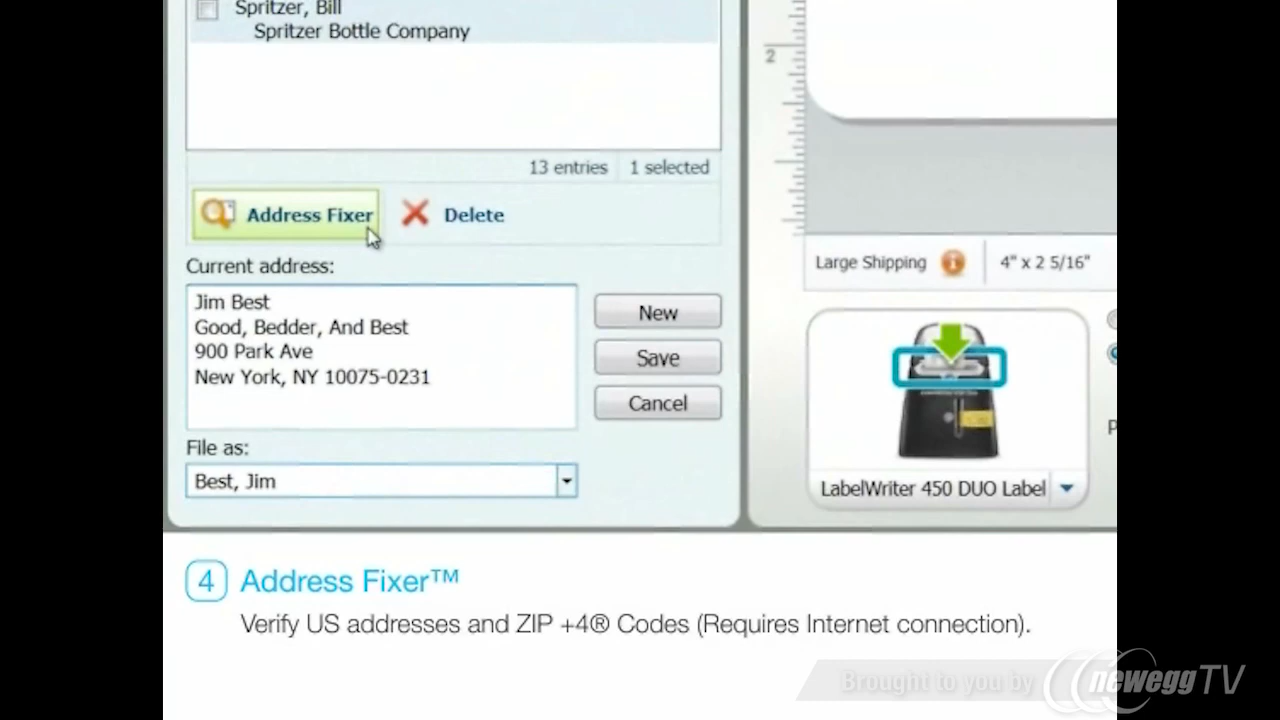 Spritzer, Bill
Spritzer Bottle Company
2
13 entries 1 selected
Address Fixer Delete
Large Shipping 4" x 2 5/16"
Current address:
Jim Best
Good, Bedder, And Best
900 Park Ave
New York, NY 10075-0231
New
Save
Cancel
File as:
Best, Jim
LabelWriter 450 DUO Label
4 Address Fixer™
Verify US addresses and ZIP +4® Codes (Requires Internet connection).
Brought to you by neweggTV